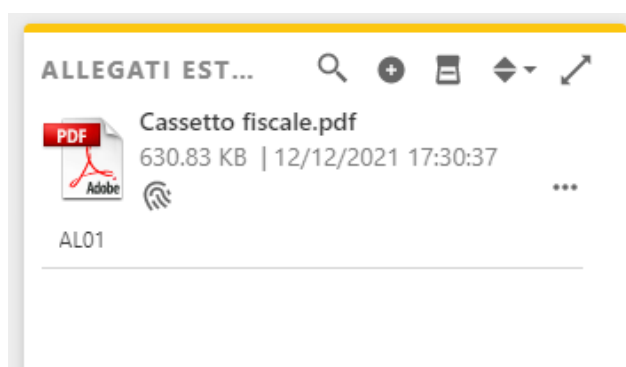 ALLEGATI EST...
PDF
Adobe
Cassetto fiscale.pdf
630.83 KB | 12/12/2021 17:30:37
AL01